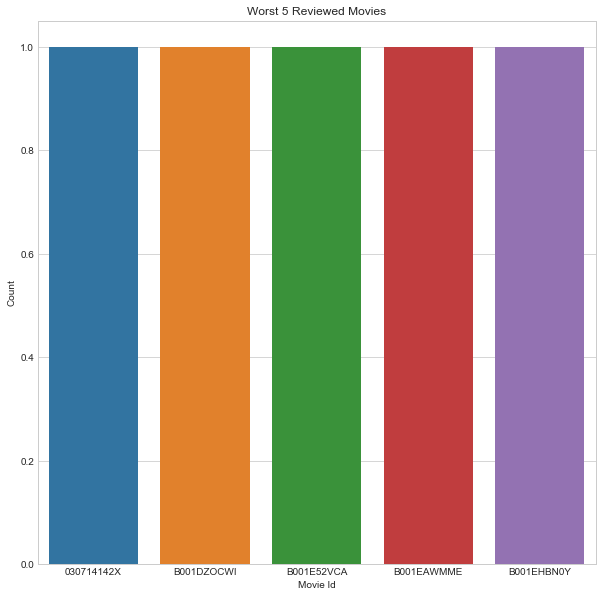 Worst 5 Reviewed Movies
1.0
0.8
0.6
0.4
0.2
0.0
Count
030714142X B001DZOCWI B001E52VCA B001EAWMME B001EHBN0Y
Movie Id